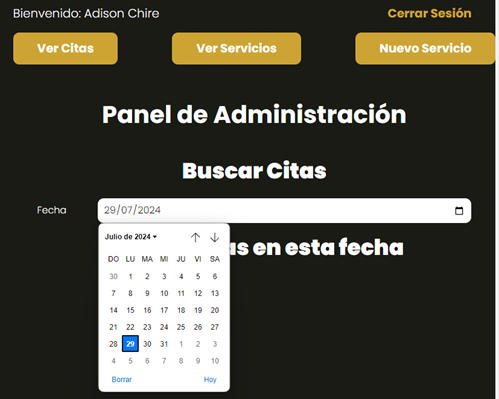 Bienvenido: Adison Chire
Cerrar Sesión
Ver Citas
Ver Servicios
Nuevo Servicio
Panel de Administración
Buscar Citas
Fecha
29/07/2024
en esta fecha
Julio de 2024
DO LU MA MI JU VI SA
30 1 2 3 4 5 6
7 8 9 10 11 12 13
14 15 16 17 18 19 20
21 22 23 24 25 26 27
28 29 30 31 1 2 3
4 5 6 7 8 9 10
Borrar
Hoy